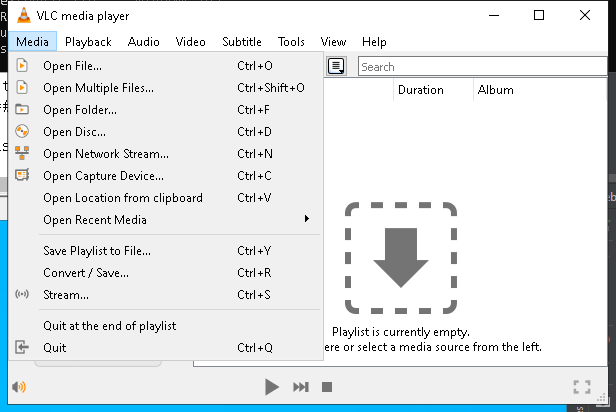 VLC media player
Media Playback Audio Video Subtitle Tools View Help
Open File... Ctrl+O
Open Multiple Files... Ctrl+Shift+O
Open Folder... Ctrl+F
Open Disc... Ctrl+D
Open Network Stream... Ctrl+N
Open Capture Device... Ctrl+C
Open Location from clipboard Ctrl+V
Open Recent Media
Save Playlist to File... Ctrl+Y
Convert / Save... Ctrl+R
Stream... Ctrl+S
Quit at the end of playlist
Quit Ctrl+Q
Search
Duration Album
Playlist is currently empty.
ere or select a media source from the left.